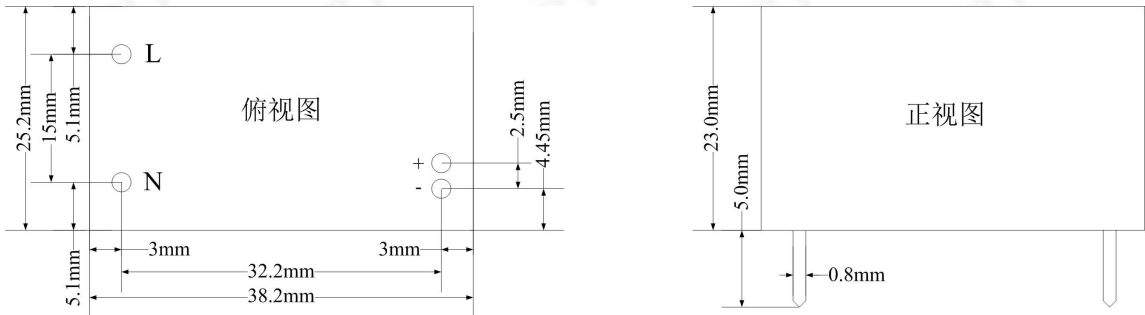 L
俯视图
N
+
-
25.2mm
15mm
5.1mm
2.5mm
4.45mm
5.1mm
3mm
3mm
32.2mm
38.2mm
正视图
23.0mm
5.0mm
0.8mm